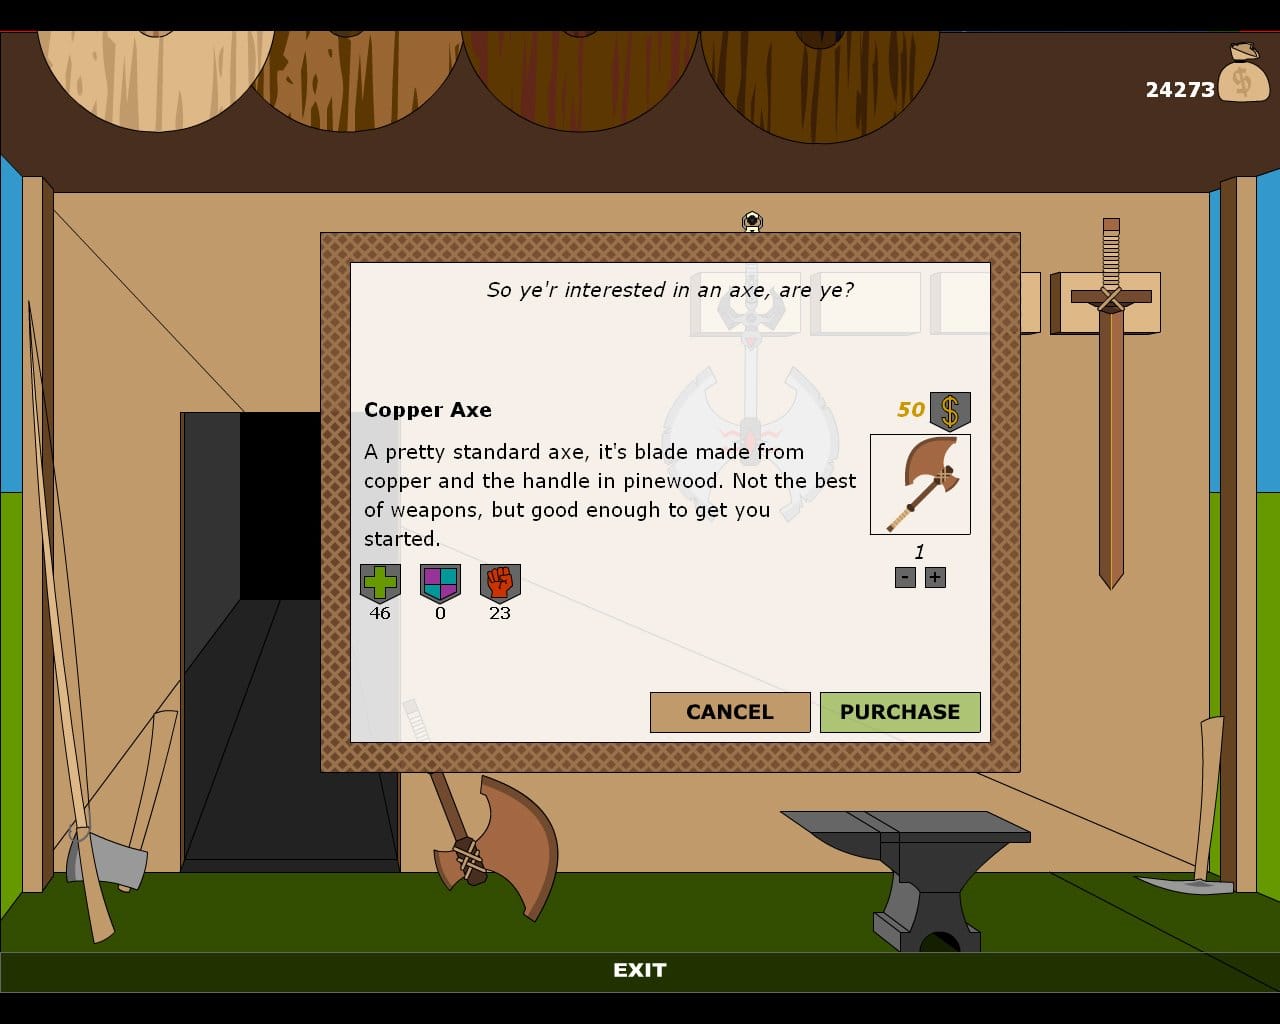 24273
So ye'r interested in an axe, are ye?
Copper Axe
50
A pretty standard axe, it's blade made from
copper and the handle in pinewood. Not the best
of weapons, but good enough to get you
started.
1
- +
46 0 23
CANCEL PURCHASE
EXIT